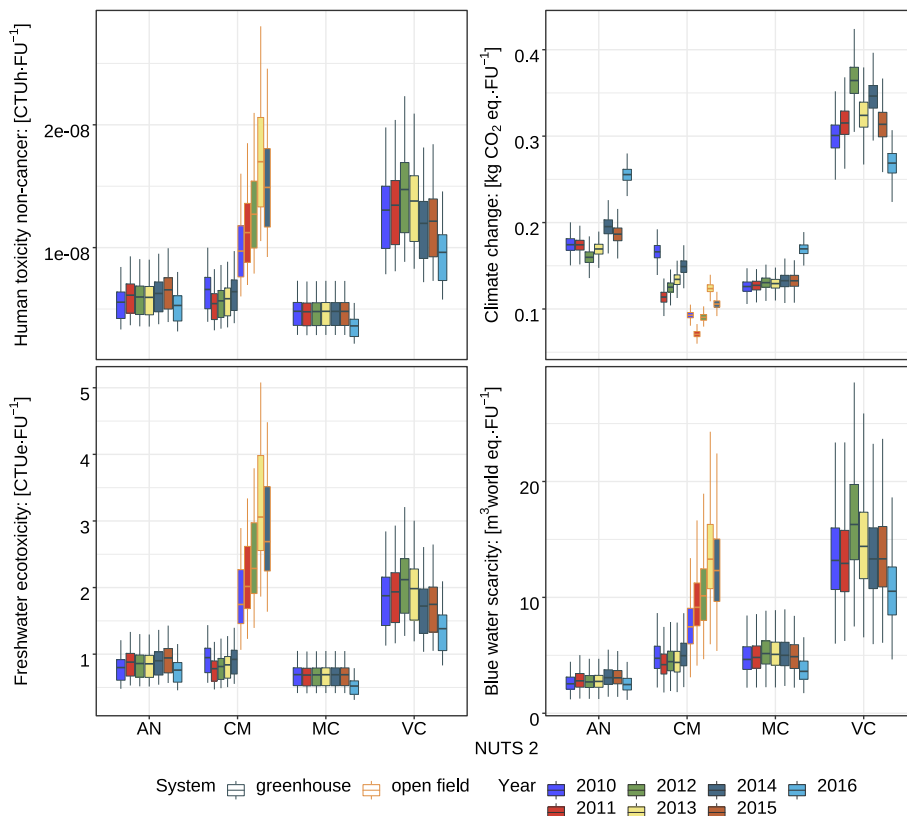 Human toxicity non-cancer: [CTUh·FU⁻¹]
2e-08
1e-08
Climate change: [kg CO₂ eq.·FU⁻¹]
0.4
0.3
0.2
0.1
Freshwater ecotoxicity: [CTUe·FU⁻¹]
5
4
3
2
1
Blue water scarcity: [m³world eq.·FU⁻¹]
20
10
0
AN CM MC VC
AN CM MC VC
NUTS 2
System greenhouse open field Year 2010 2012 2014 2016
2011 2013 2015